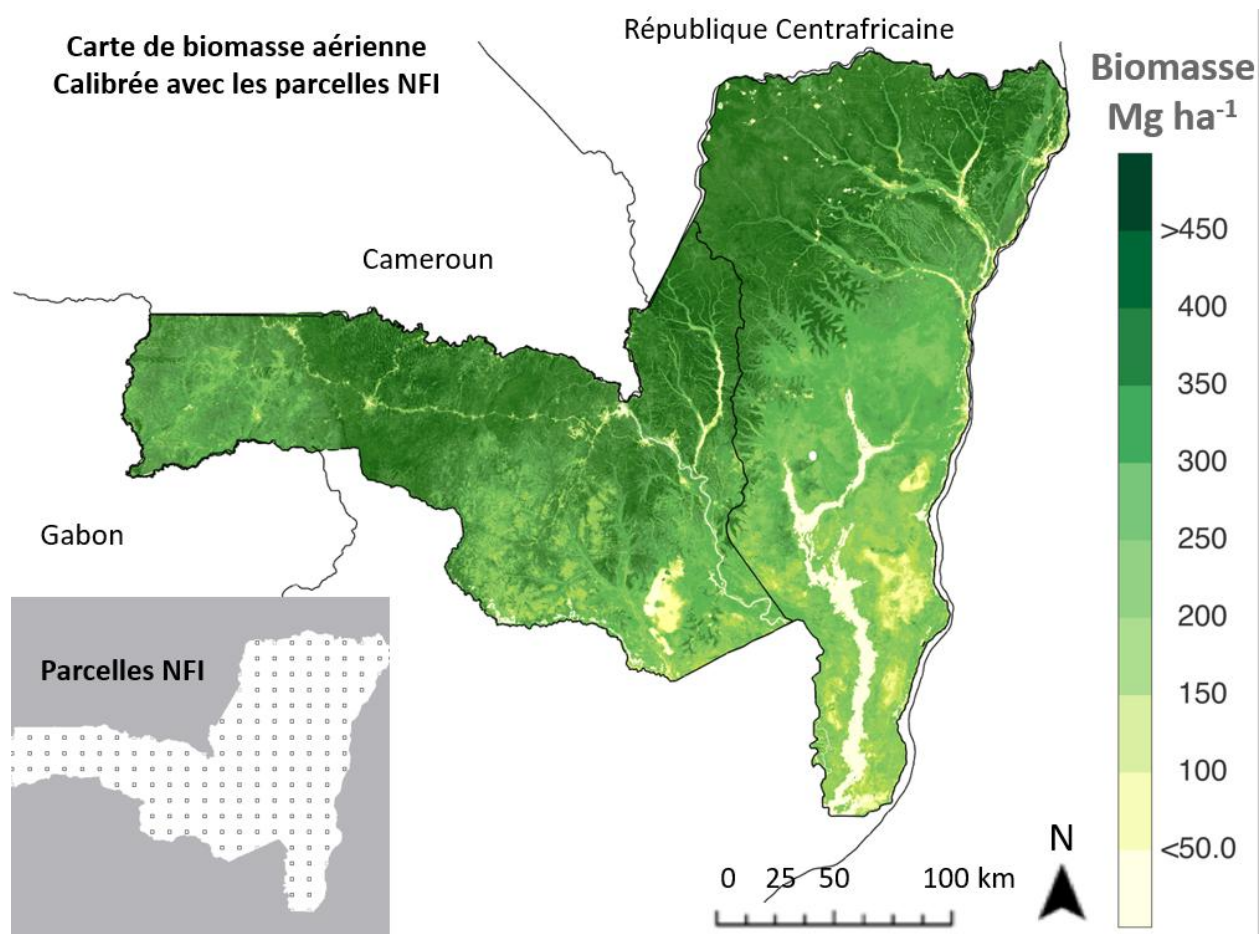 République Centrafricaine
Carte de biomasse aérienne
Calibrée avec les parcelles NFI
Biomasse
Mg ha⁻¹
>450
400
350
300
250
200
150
100
<50.0
Cameroun
Gabon
Parcelles NFI
N
0 25 50 100 km